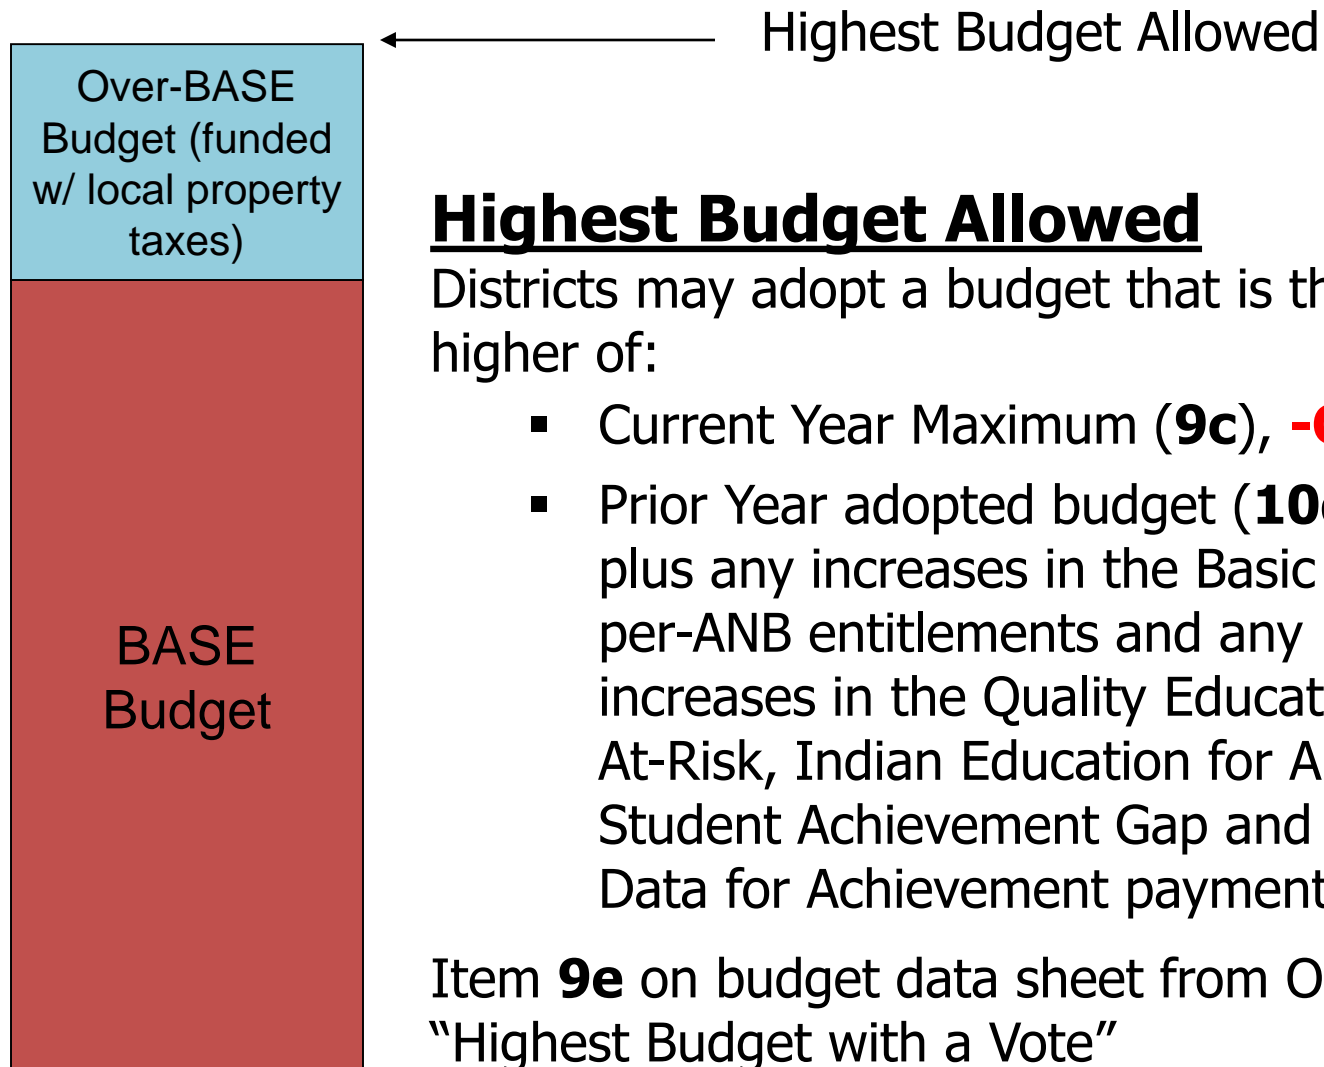 Highest Budget Allowed
Over-BASE
Budget (funded
w/ local property
taxes)
BASE
Budget
Highest Budget Allowed
Districts may adopt a budget that is
higher of:
▪ Current Year Maximum (9c),
▪ Prior Year adopted budget
plus any increases in the Basic
per-ANB entitlements and any
increases in the Quality
At-Risk, Indian Education for
Student Achievement Gap and
Data for Achievement
Item 9e on budget data sheet from
“Highest Budget with a Vote”